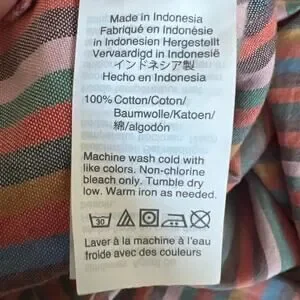 Made in Indonesia
Fabriqué en Indonésie
in Indonesien Hergestellt
Vervaardigd in Indonesië
インドネシア製
Hecho en Indonesia
100% Cotton/Coton/
Baumwolle/Katoen/
綿/algodón
Machine wash cold with
like colors. Non-chlorine
bleach only. Tumble dry
low. Warm iron as needed.
30
Laver à la machine à l'eau
froide avec des couleurs